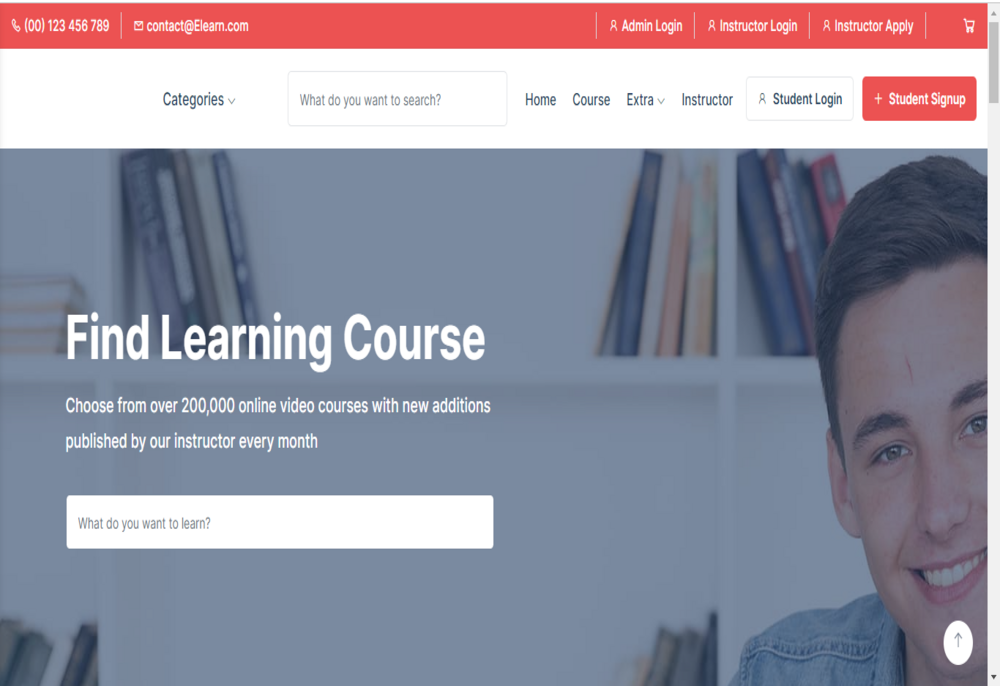 (00) 123 456 789 contact@Elearn.com Admin Login Instructor Login Instructor Apply
Categories What do you want to search? Home Course Extra Instructor Student Login + Student Signup
Find Learning Course
Choose from over 200,000 online video courses with new additions
published by our instructor every month
What do you want to learn?